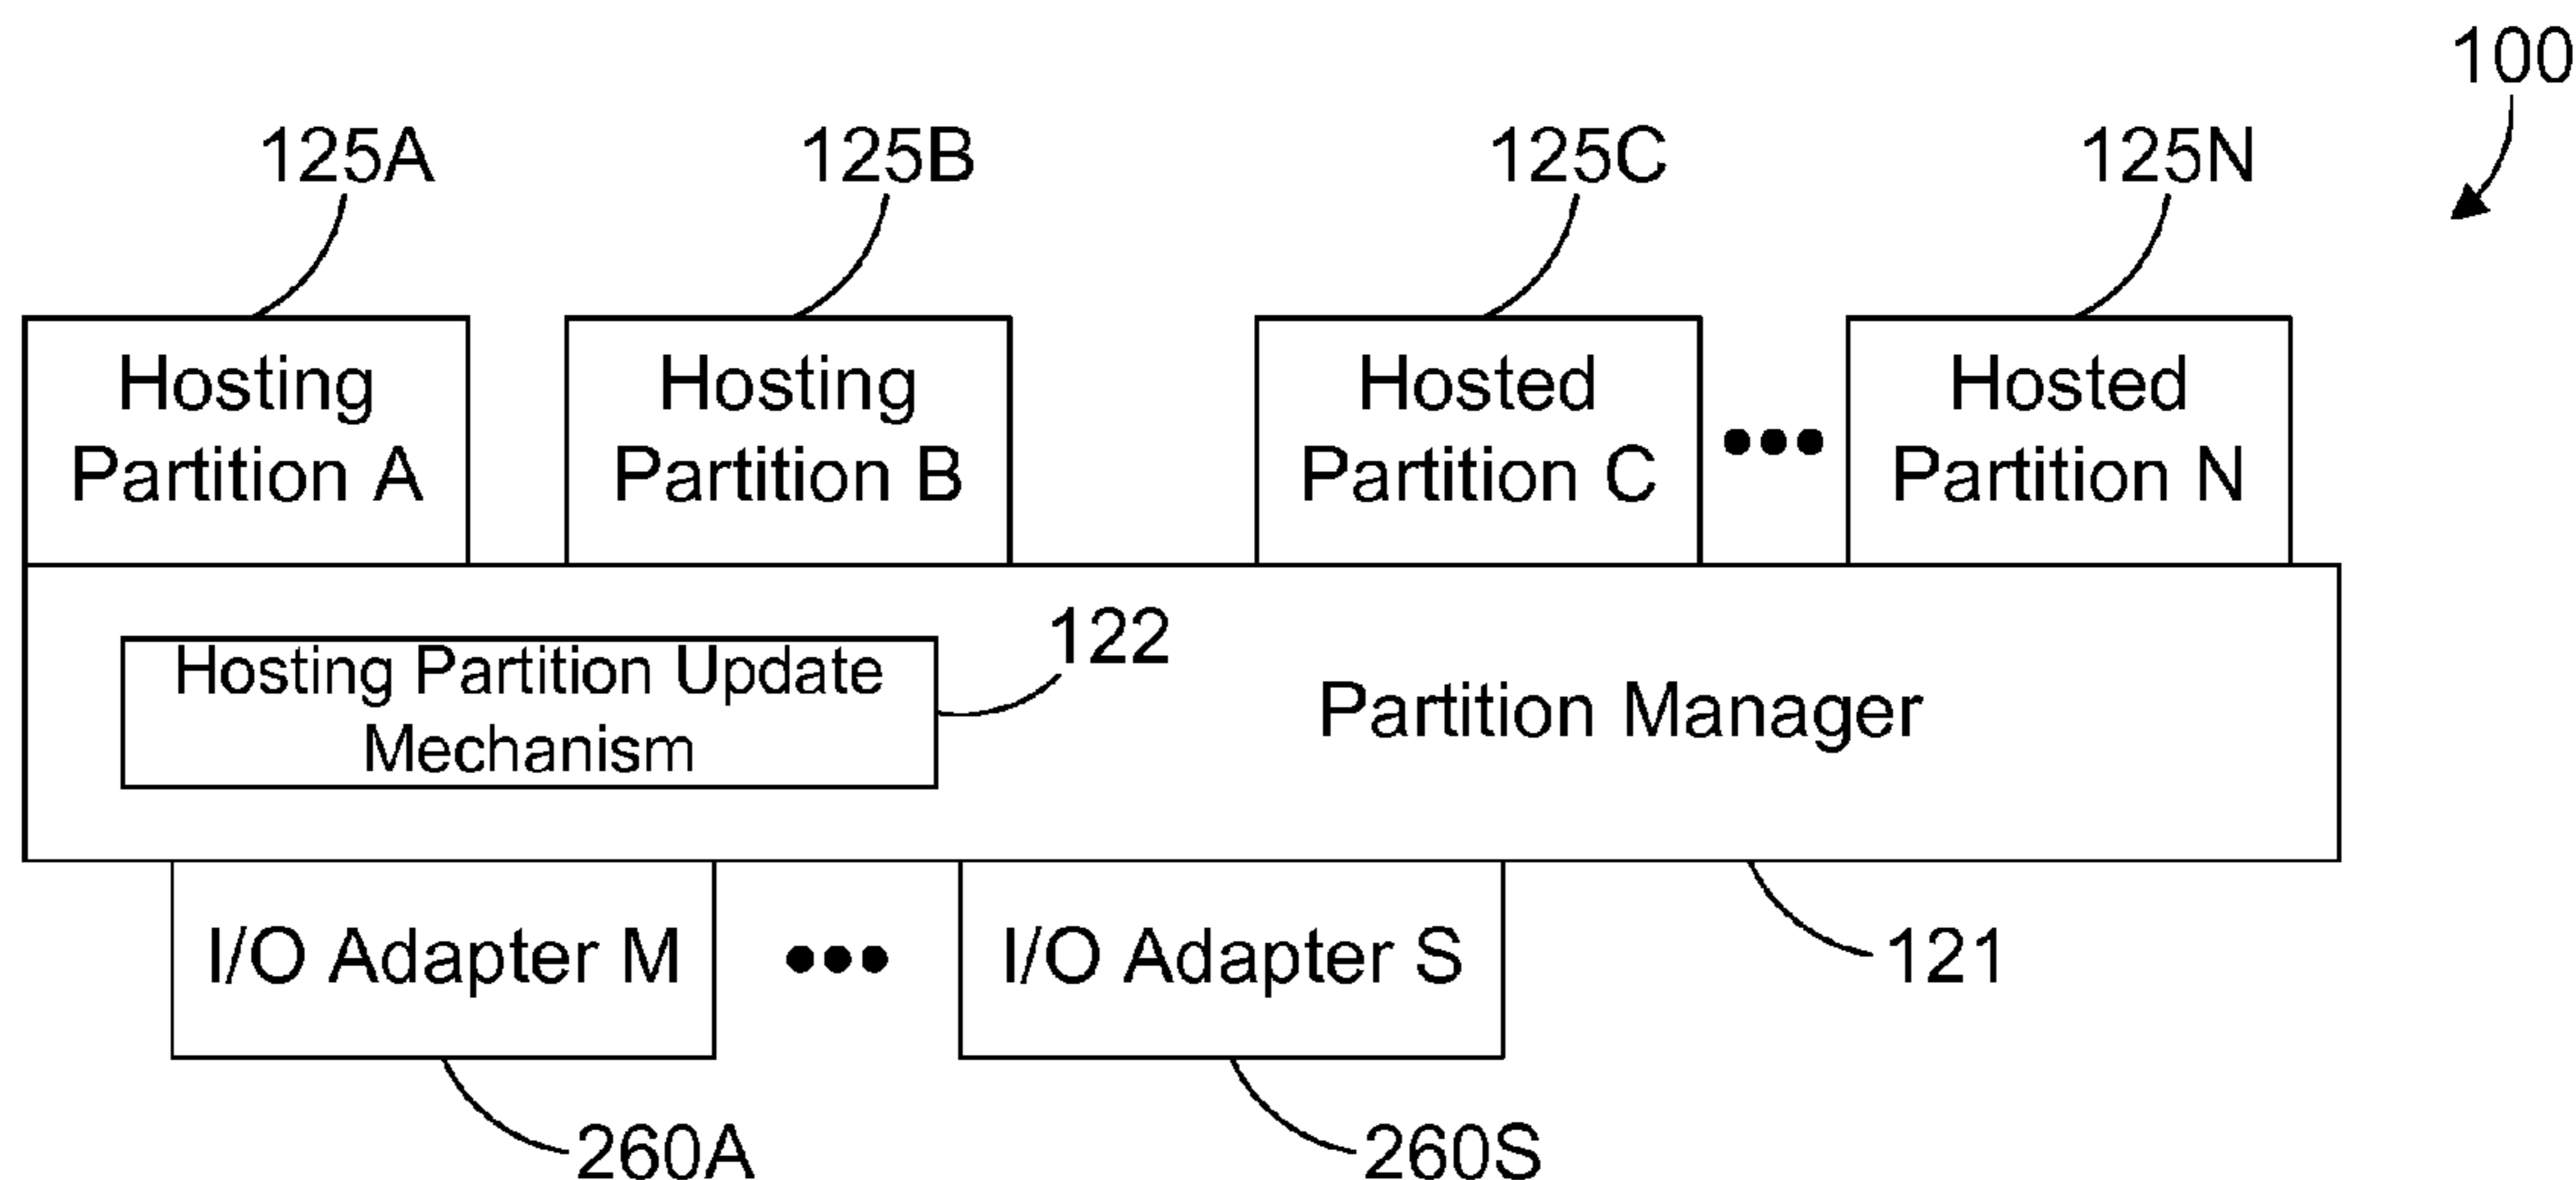 100
125A
125B
125C
125N
Hosting
Partition A
Hosting
Partition B
Hosted
Partition C
Hosted
Partition N
Hosting Partition Update
Mechanism
122
Partition Manager
I/O Adapter M
I/O Adapter S
121
260A
260S